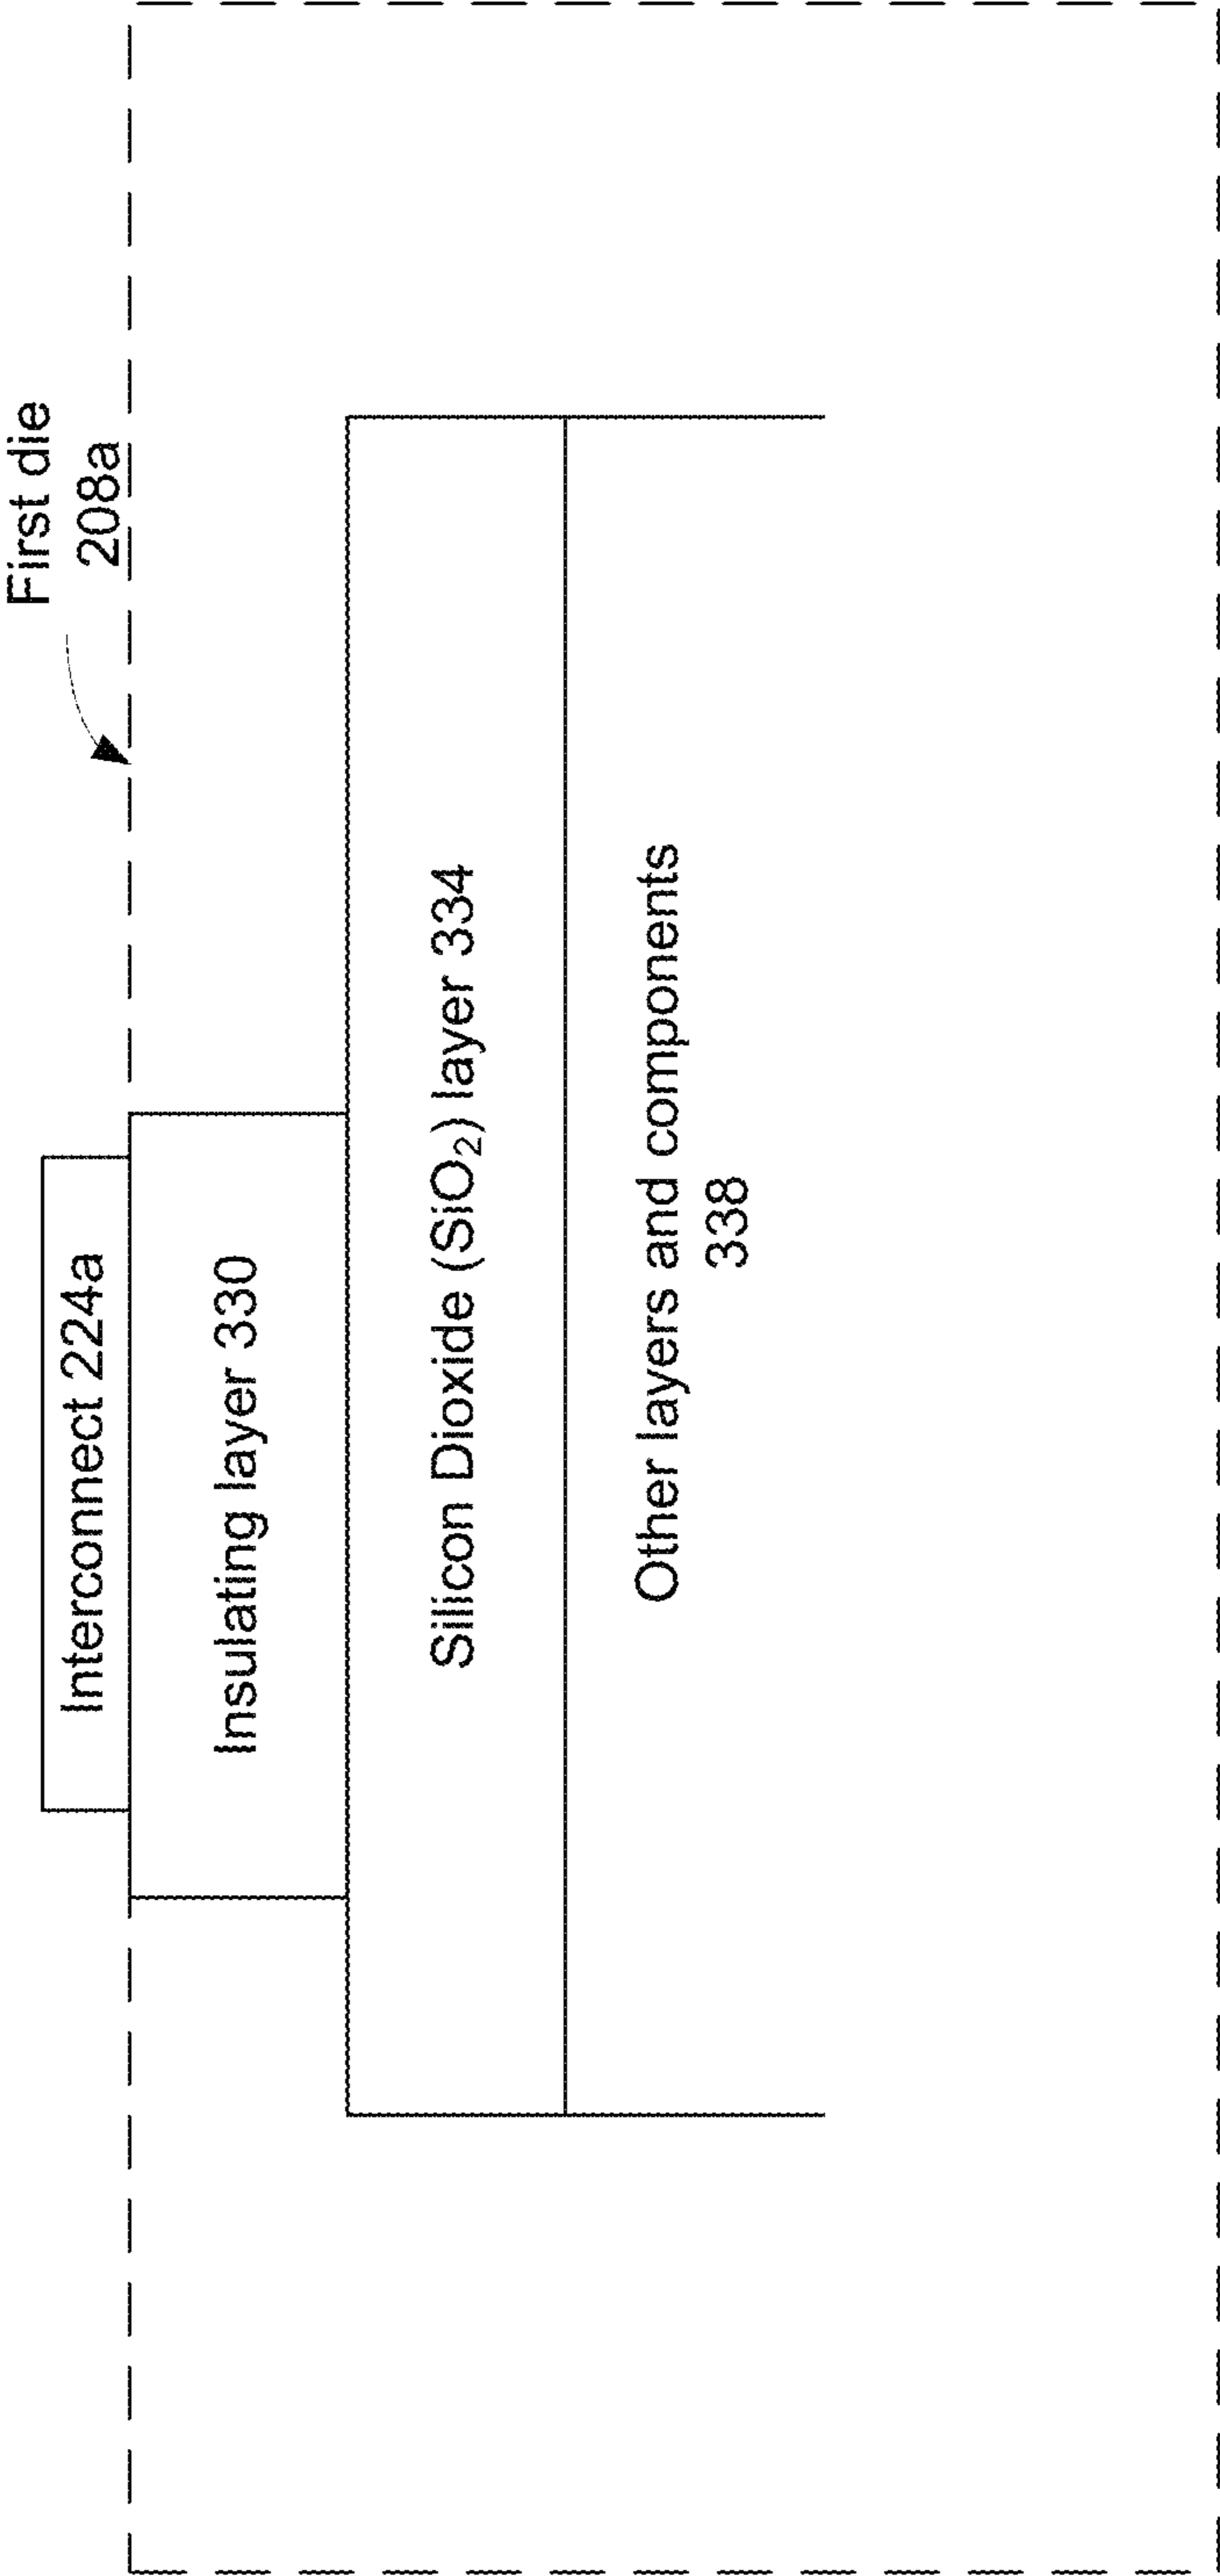 First die
208a
Interconnect 224a
Insulating layer 330
Silicon Dioxide (SiO₂) layer 334
Other layers and components
338